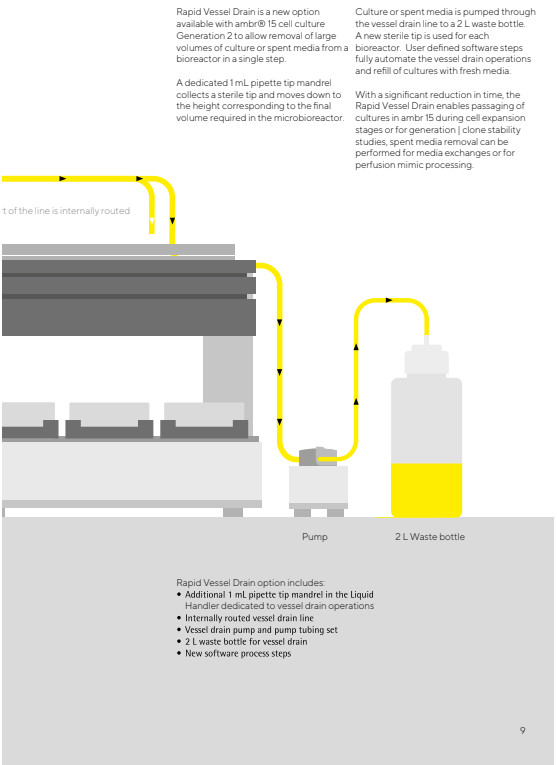 Rapid Vessel Drain is a new option
available with ambr® 15 cell culture
Generation 2 to allow removal of large
volumes of culture or spent media from a
bioreactor in a single step.
A dedicated 1 mL pipette tip mandrel
collects a sterile tip and moves down to
the height corresponding to the final
volume required in the microbioreactor.
Culture or spent media is pumped through
the vessel drain line to a 2 L waste bottle.
A new sterile tip is used for each
bioreactor. User defined software steps
fully automate the vessel drain operations
and refill of cultures with fresh media.
With a significant reduction in time, the
Rapid Vessel Drain enables passaging of
cultures in ambr 15 during cell expansion
stages or for generation | clone stability
studies, spent media removal can be
performed for media exchanges or for
perfusion mimic processing.
t of the line is internally routed
Pump
2 L Waste bottle
Rapid Vessel Drain option includes:
• Additional 1 mL pipette tip mandrel in the Liquid
Handler dedicated to vessel drain operations
• Internally routed vessel drain line
• Vessel drain pump and pump tubing set
• 2 L waste bottle for vessel drain
• New software process steps
9